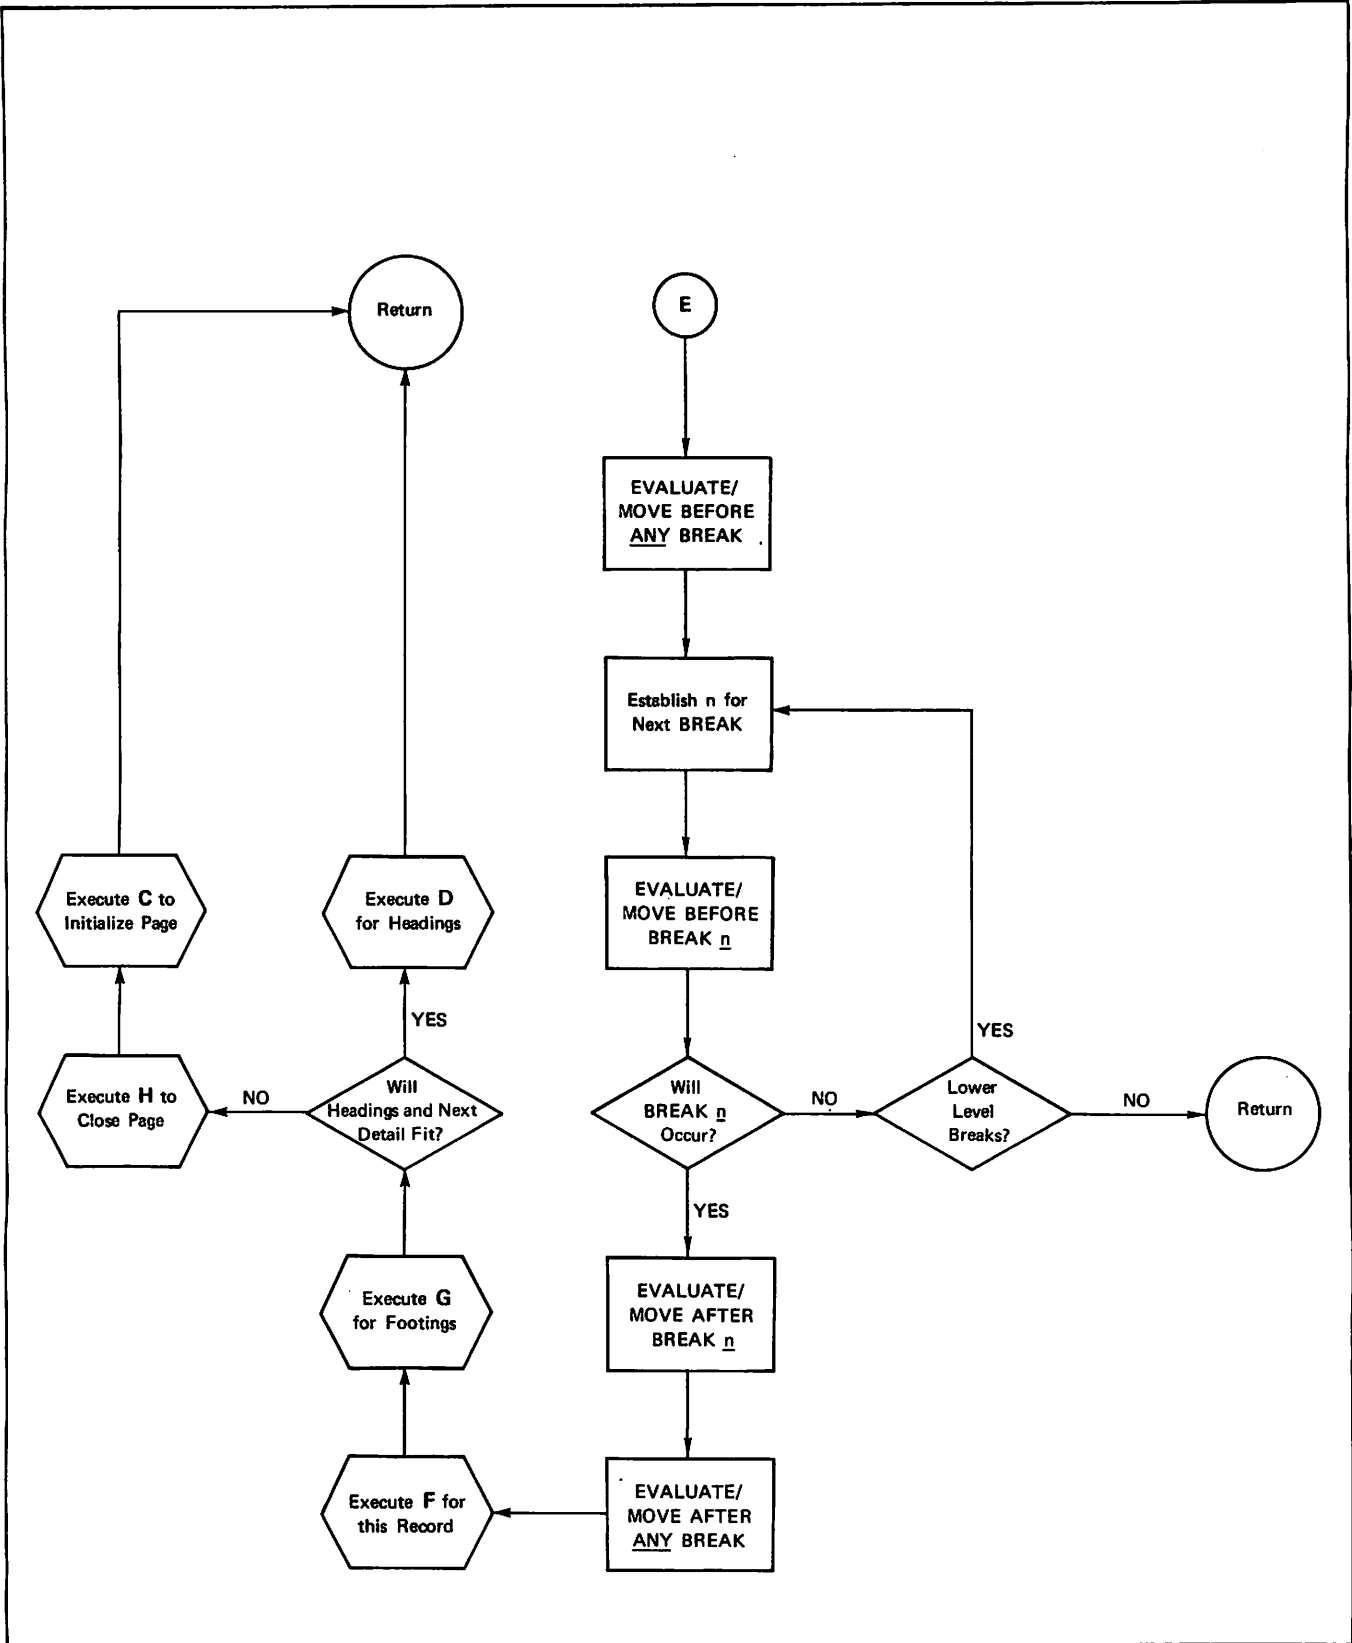 Return
E
EVALUATE/
MOVE BEFORE
ANY BREAK
Establish n for
Next BREAK
Execute C to
Initialize Page
Execute D
for Headings
EVALUATE/
MOVE BEFORE
BREAK n
YES
YES
Execute H to
Close Page
NO
Will
Headings and Next
Detail Fit?
Will
BREAK n
Occur?
NO
Lower
Level
Breaks?
NO
Return
YES
Execute G
for Footings
EVALUATE/
MOVE AFTER
BREAK n
Execute F for
this Record
EVALUATE/
MOVE AFTER
ANY BREAK